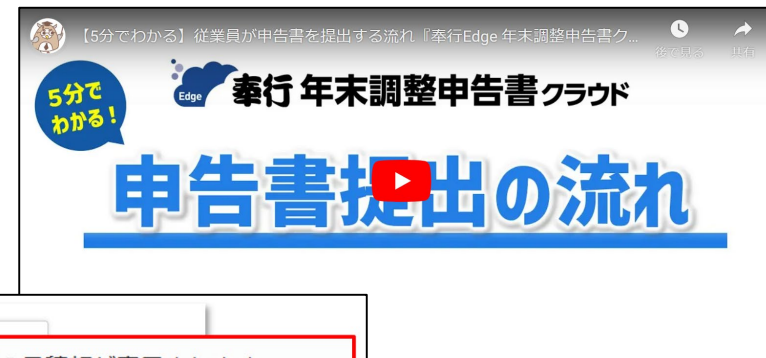 【5分でわかる】従業員が申告書を提出する流れ『奉行Edge 年末調整申告書ク...
後で見る 共有
5分で
わかる！
Edge 奉行 年末調整申告書クラウド
申告書提出の流れ